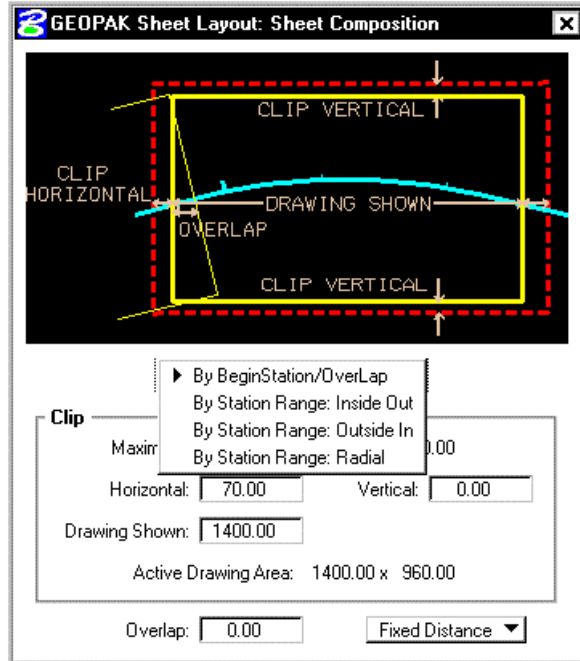 GEOPAK Sheet Layout: Sheet Composition
CLIP VERTICAL
CLIP
HORIZONTAL
DRAWING SHOWN
OVERLAP
CLIP VERTICAL
By BeginStation/OverLap
By Station Range: Inside Out
By Station Range: Outside In
By Station Range: Radial
Clip
Horizontal: 70.00 Vertical: 0.00
Drawing Shown: 1400.00
Active Drawing Area: 1400.00 x 960.00
Overlap: 0.00 Fixed Distance